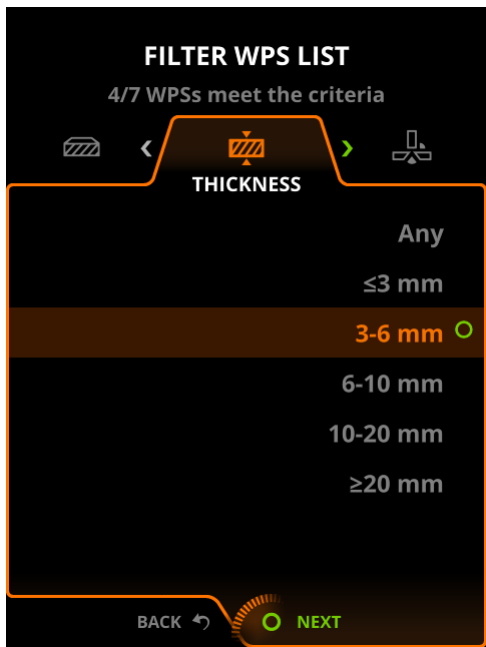 FILTER WPS LIST
4/7 WPSs meet the criteria
THICKNESS
Any
≤3 mm
3-6 mm
6-10 mm
10-20 mm
≥20 mm
BACK NEXT